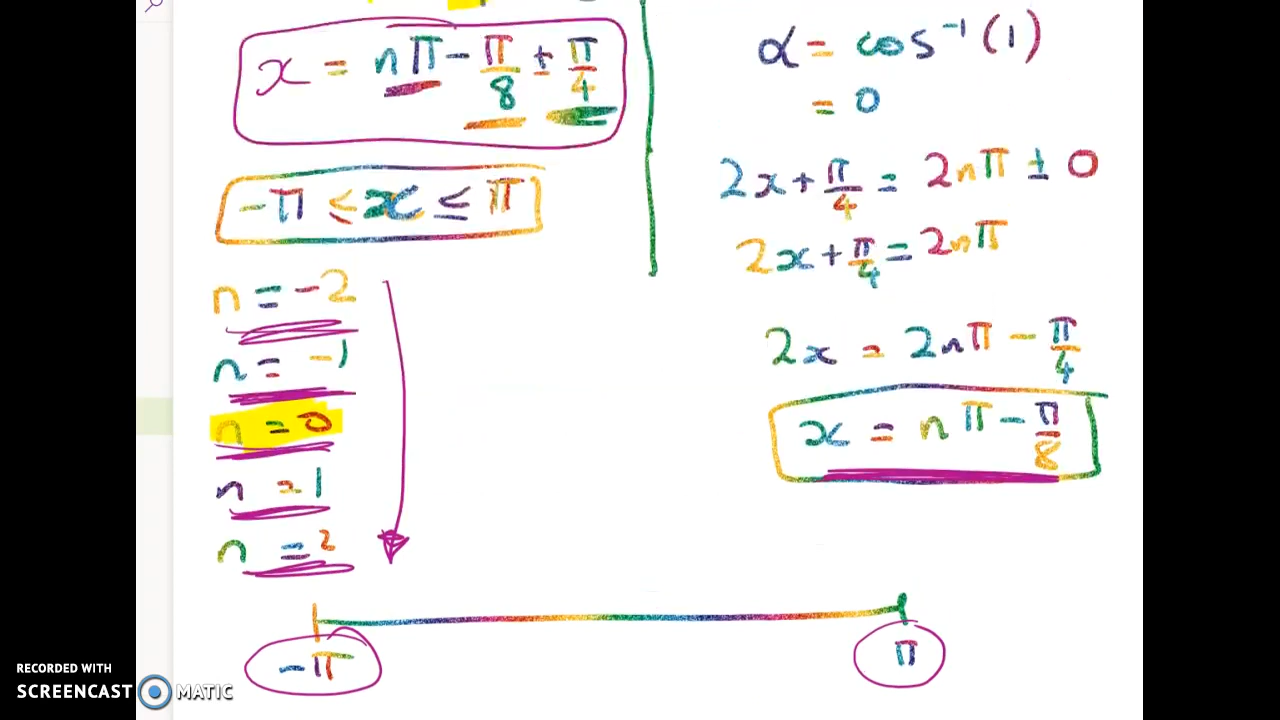 x = nπ - π/8 ± π/4
-π ≤ x ≤ π
n = -2
n = -1
n = 0
n = 1
n = 2
-π
π
α = cos⁻¹(1)
= 0
2x + π/4 = 2nπ ± 0
2x + π/4 = 2nπ
2x = 2nπ - π/4
x = nπ - π/8
RECORDED WITH
SCREENCAST MATIC